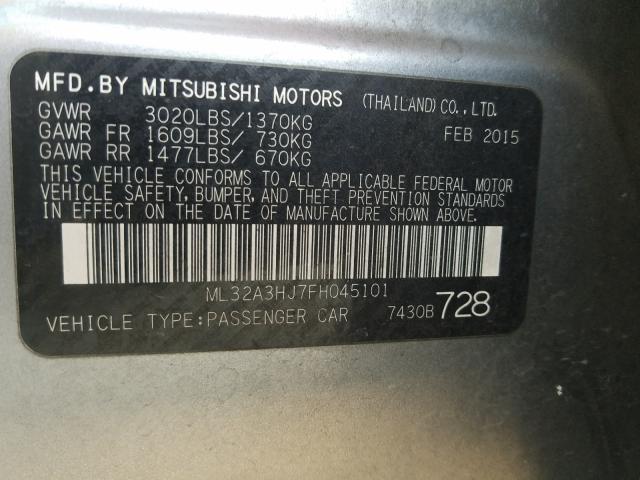 MFD.BY MITSUBISHI MOTORS (THAILAND) CO.,LTD.
GVWR 3020LBS/1370KG FEB 2015
GAWR FR 1609LBS/ 730KG
GAWR RR 1477LBS/ 670KG
THIS VEHICLE CONFORMS TO ALL APPLICABLE FEDERAL MOTOR
VEHICLE SAFETY, BUMPER, AND THEFT PREVENTION STANDARDS
IN EFFECT ON THE DATE OF MANUFACTURE SHOWN ABOVE.
ML32A3HJ7FH045101
VEHICLE TYPE:PASSENGER CAR 7430B 728